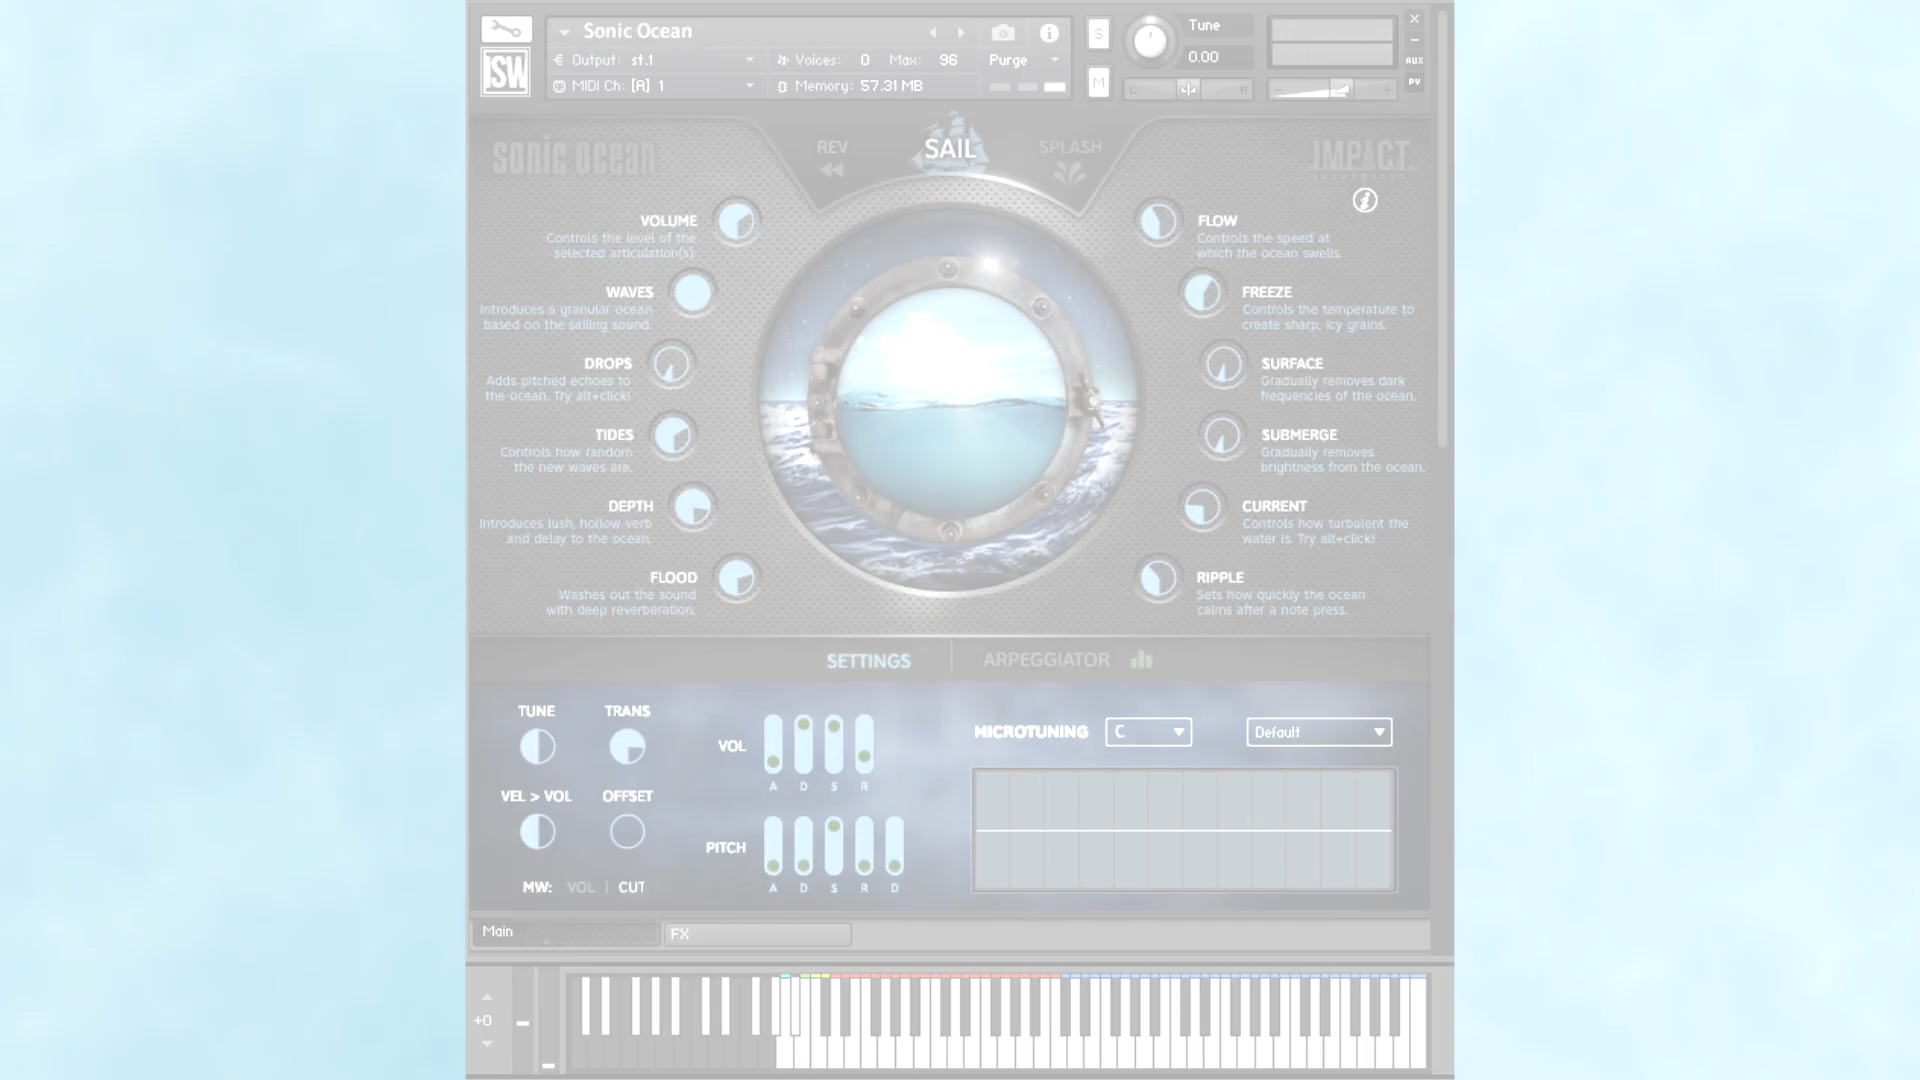 Sonic Ocean
Output: st.1
Voices: 0 Max: 96
Purge
MIDI Ch: [A] 1
Memory: 57.31 MB
S
M
Tune
0.00
L R
AUX
PV
ISW
sonic ocean
REV
SAIL
SPLASH
IMPACT
VOLUME
Controls the level of the
selected articulation(s).
WAVES
Introduces a granular ocean
based on the sailing sound.
DROPS
Adds pitched echoes to
the ocean. Try alt+click!
TIDES
Controls how random
the new waves are.
DEPTH
Introduces lush, hollow verb
and delay to the ocean.
FLOOD
Washes out the sound
with deep reverberation.
FLOW
Controls the speed at
which the ocean swells.
FREEZE
Controls the temperature to
create sharp, icy grains.
SURFACE
Gradually removes dark
frequencies of the ocean.
SUBMERGE
Gradually removes
brightness from the ocean.
CURRENT
Controls how turbulent the
water is. Try alt+click!
RIPPLE
Sets how quickly the ocean
calms after a note press.
SETTINGS
ARPEGGIATOR
TUNE TRANS
VEL > VOL OFFSET
MW: VOL | CUT
VOL
A D S R
PITCH
A D S R D
MICROTUNING C Default
Main
FX
+0